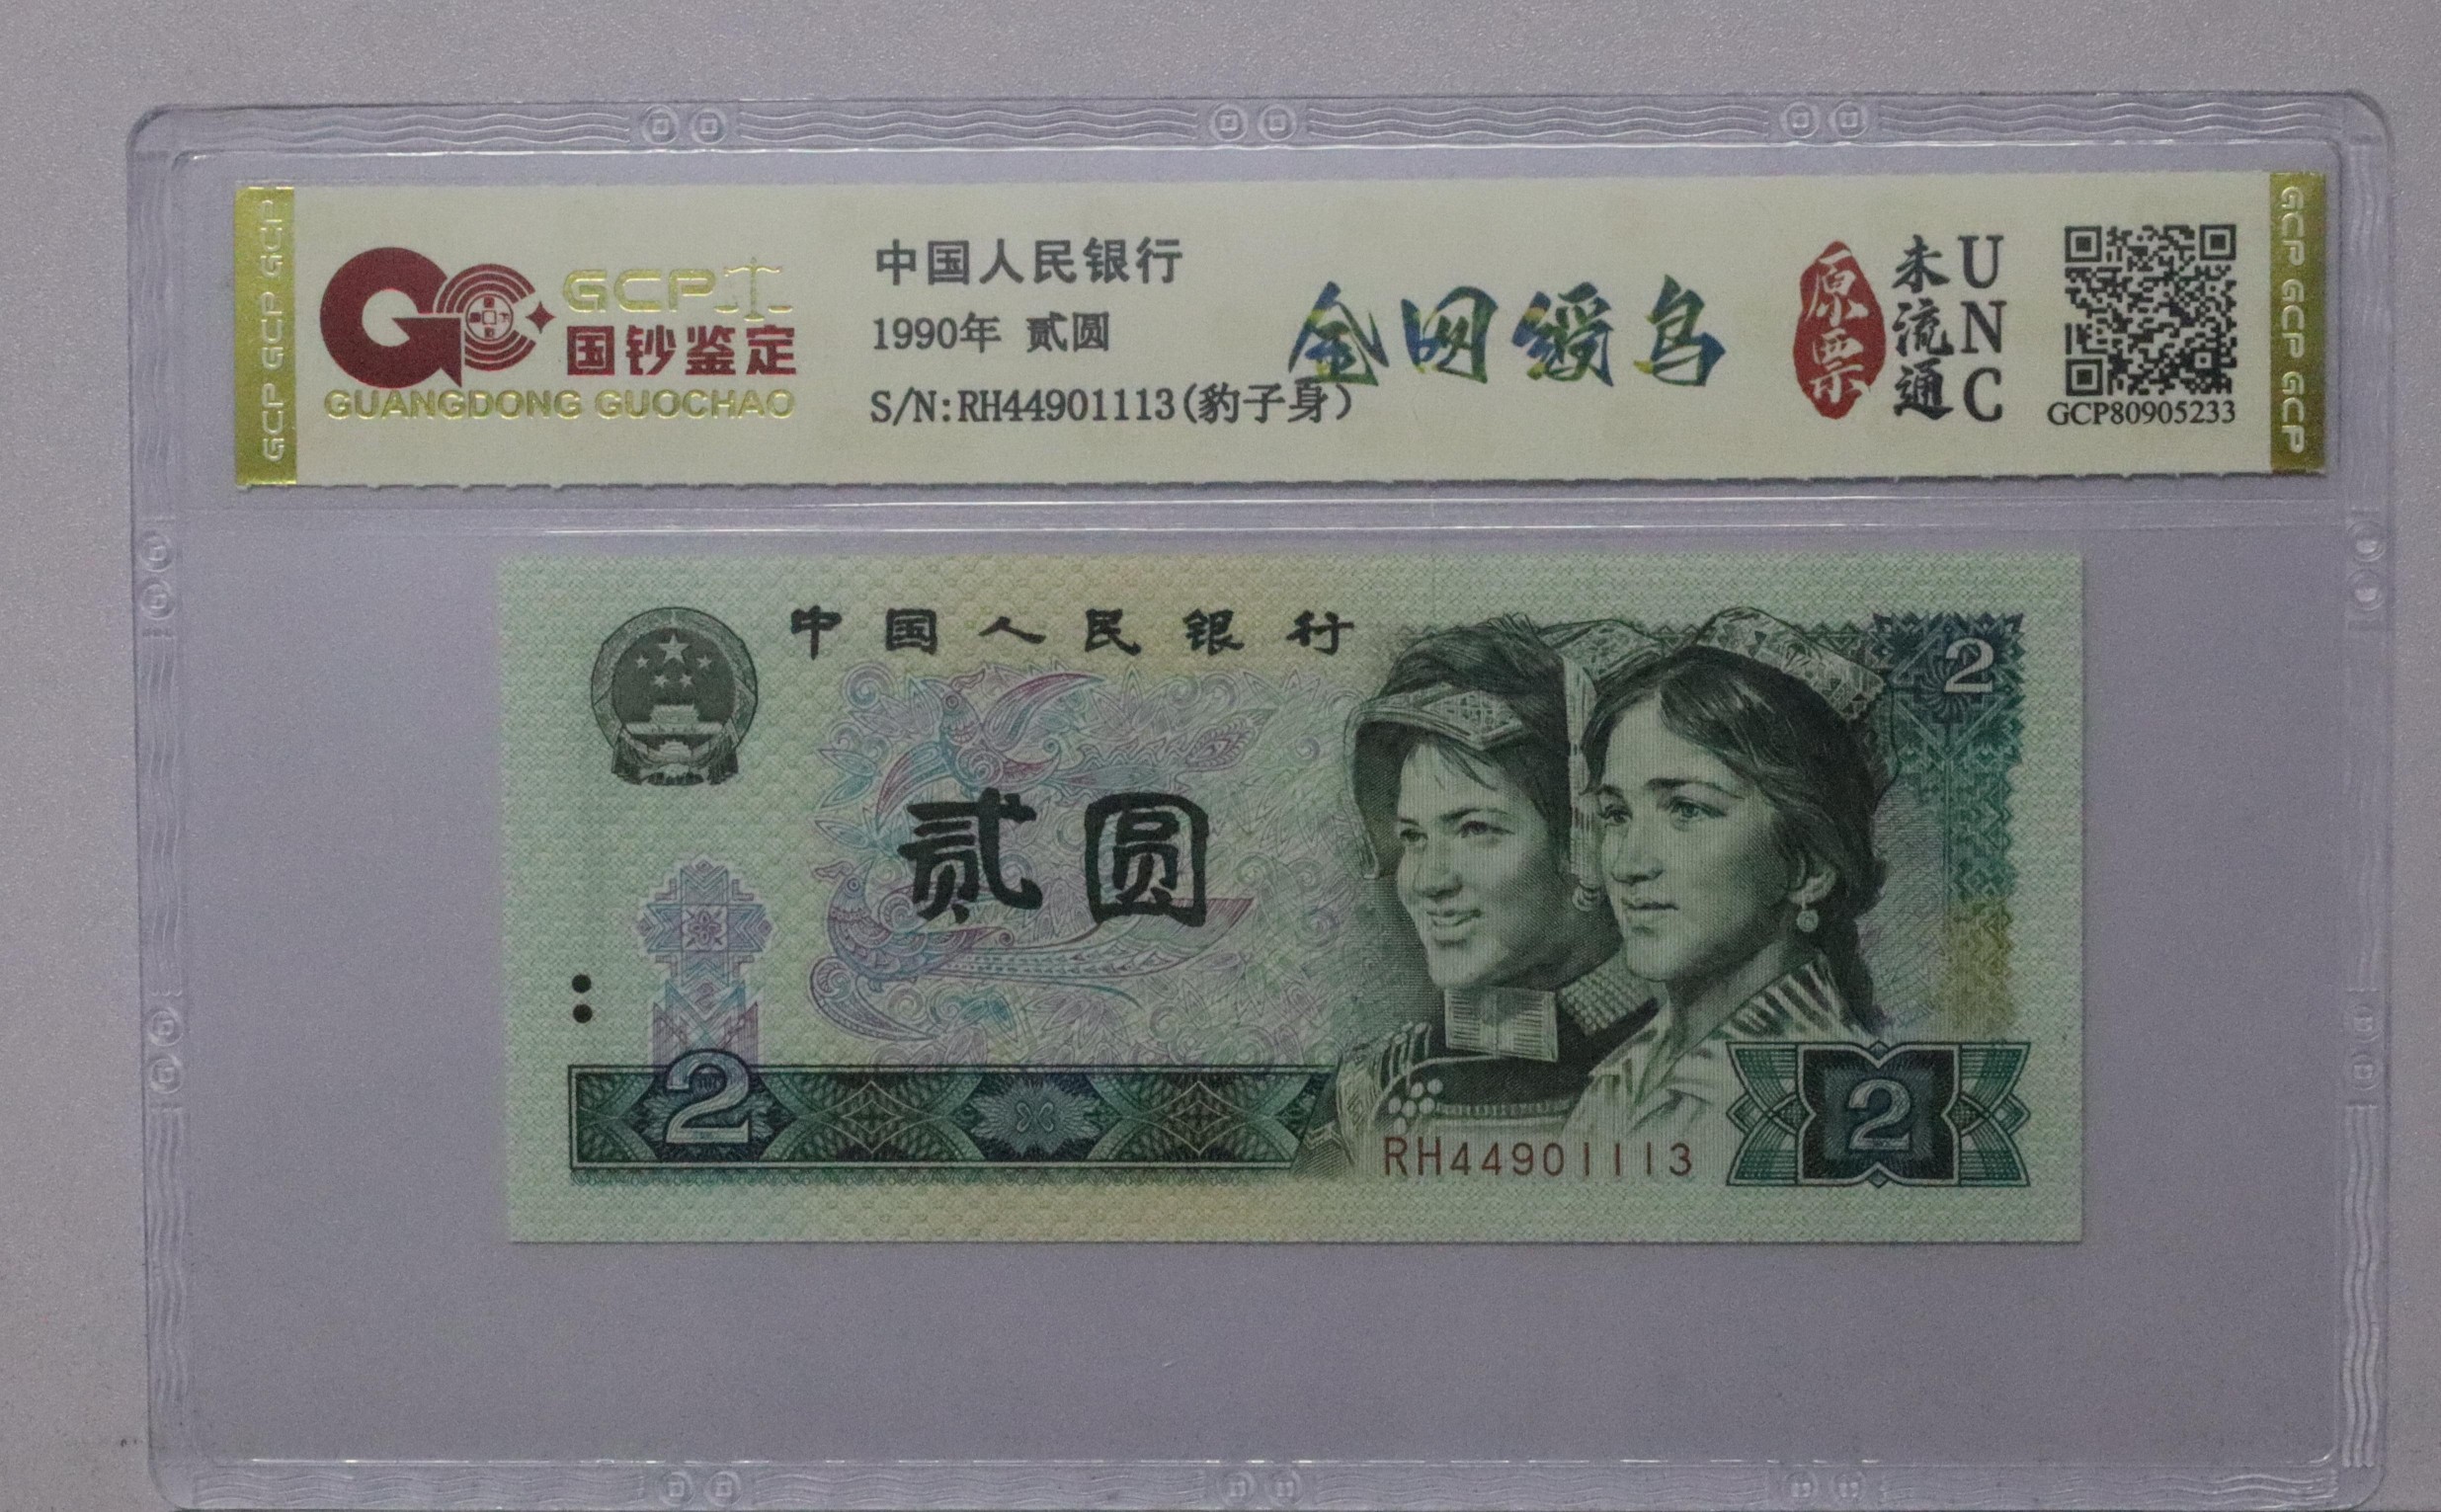 GCP GCP GCP
GCP
国钞鉴定
GUANGDONG GUOCHAO
中国人民银行
1990年 贰圆
S/N:RH44901113(豹子身)
金网绶鸟
原票
未流通
UNC
GCP80905233
GCP GCP GCP
中国人民银行
2
贰圆
2
RH44901113
2